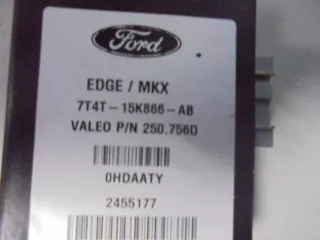 Ford
EDGE / MKX
7T4T-15K866-AB
VALEO P/N 250.756D
0HDAATY
2455177